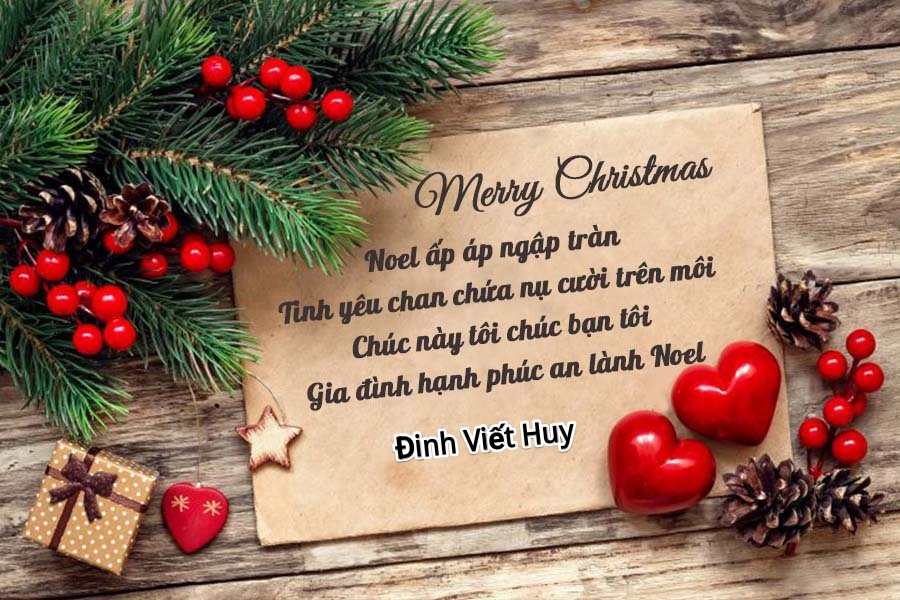 Merry Christmas
Noel ấp áp ngập tràn
Tình yêu chan chứa nụ cười trên môi
Chúc này tôi chúc bạn tôi
Gia đình hạnh phúc an lành Noel
Đinh Viết Huy